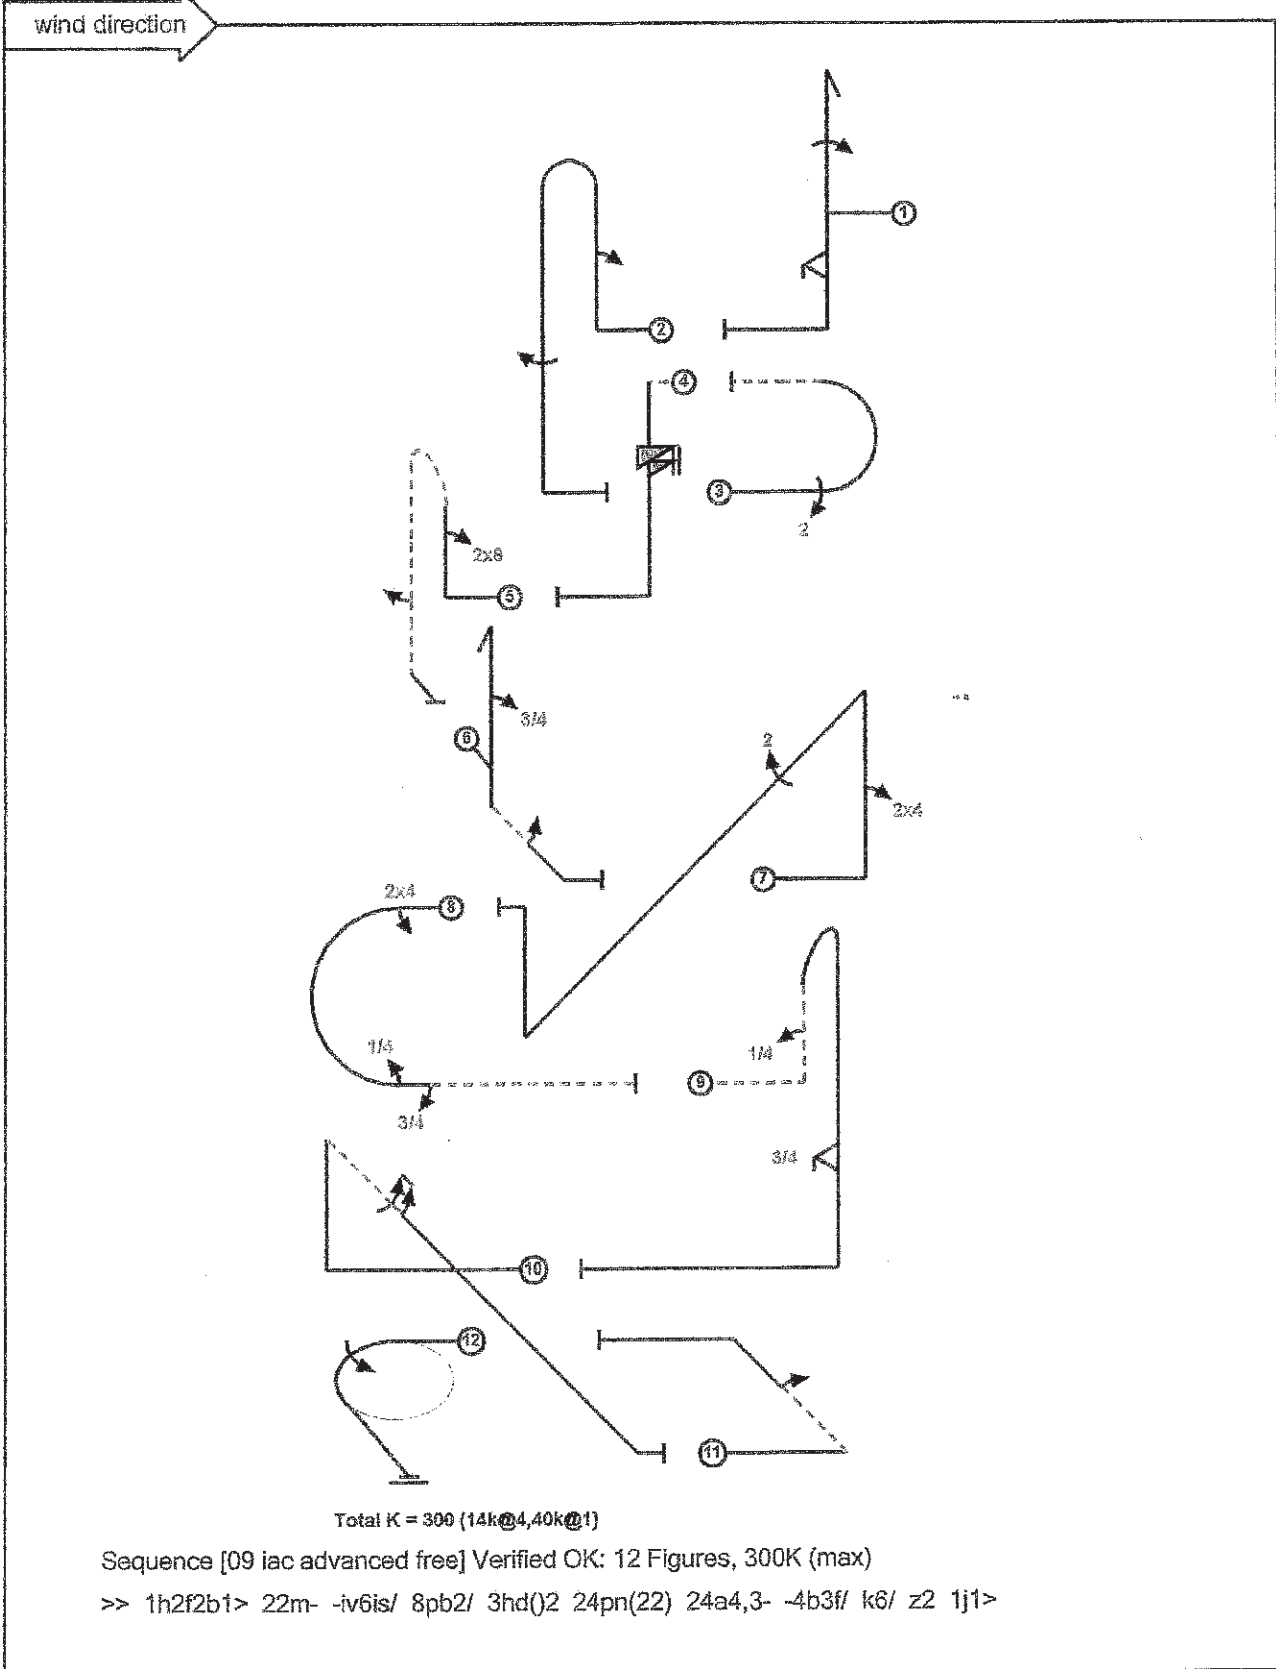 wind direction
1
2
4
3
2
2x8
5
3/4
6
2
2x4
7
2x4
8
1/4
1/4
9
3/4
3/4
10
12
11
Total K = 300 (14k@4,40k@1)
Sequence [09 iac advanced free] Verified OK: 12 Figures, 300K (max)
>> 1h2f2b1> 22m- -iv6is/ 8pb2/ 3hd()2 24pn(22) 24a4,3- -4b3f/ k6/ z2 1j1>